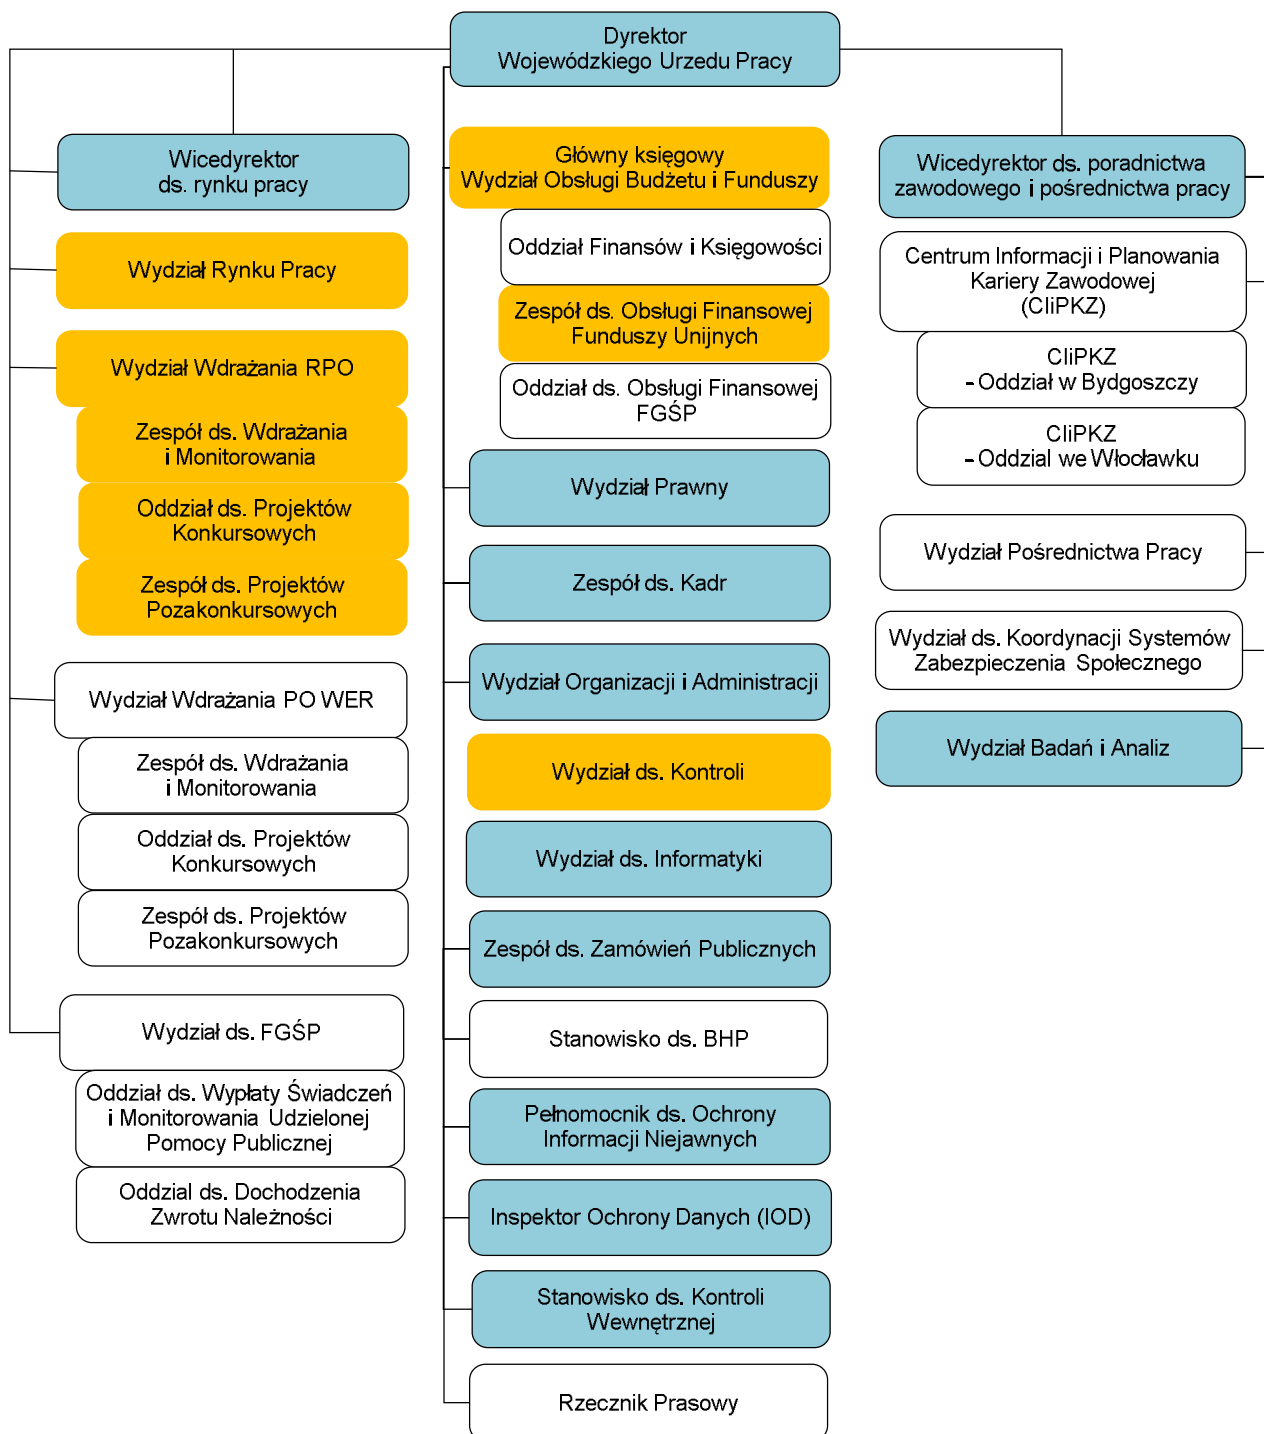 Dyrektor
Wojewódzkiego Urzedu Pracy
Wicedyrektor
ds. rynku pracy
Wydział Rynku Pracy
Wydział Wdrażania RPO
Zespół ds. Wdrażania
i Monitorowania
Oddział ds. Projektów
Konkursowych
Zespół ds. Projektów
Pozakonkursowych
Wydział Wdrażania PO WER
Zespół ds. Wdrażania
i Monitorowania
Oddział ds. Projektów
Konkursowych
Zespół ds. Projektów
Pozakonkursowych
Wydział ds. FGŚP
Oddział ds. Wypłaty Świadczeń
i Monitorowania Udzielonej
Pomocy Publicznej
Oddzial ds. Dochodzenia
Zwrotu Należności
Główny księgowy
Wydział Obsługi Budżetu i Funduszy
Oddział Finansów i Księgowości
Zespół ds. Obsługi Finansowej
Funduszy Unijnych
Oddział ds. Obsługi Finansowej
FGŚP
Wydział Prawny
Zespół ds. Kadr
Wydział Organizacji i Administracji
Wydział ds. Kontroli
Wydział ds. Informatyki
Zespół ds. Zamówień Publicznych
Stanowisko ds. BHP
Pełnomocnik ds. Ochrony
Informacji Niejawnych
Inspektor Ochrony Danych (IOD)
Stanowisko ds. Kontroli
Wewnętrznej
Rzecznik Prasowy
Wicedyrektor ds. poradnictwa
zawodowego i pośrednictwa pracy
Centrum Informacji i Planowania
Kariery Zawodowej
(CIiPKZ)
CIiPKZ
- Oddział w Bydgoszczy
CIiPKZ
- Oddzial we Włocławku
Wydział Pośrednictwa Pracy
Wydział ds. Koordynacji Systemów
Zabezpieczenia Społecznego
Wydział Badań i Analiz